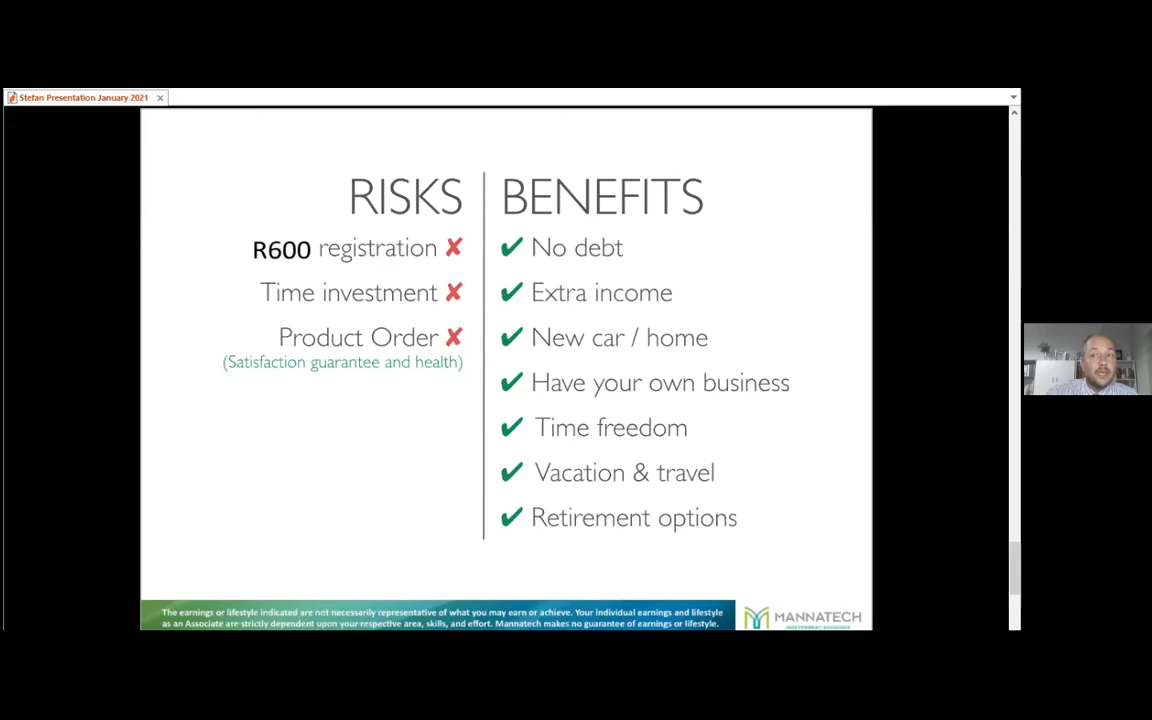 Stefan Presentation January 2021
RISKS
R600 registration
Time investment
Product Order
(Satisfaction guarantee and health)
BENEFITS
No debt
Extra income
New car / home
Have your own business
Time freedom
Vacation & travel
Retirement options
The earnings or lifestyle indicated are not necessarily representative of what you may earn or achieve. Your individual earnings and lifestyle
as an Associate are strictly dependent upon your respective area, skills, and effort. Mannatech makes no guarantee of earnings or lifestyle.
MANNATECH
INDEPENDENT ASSOCIATE